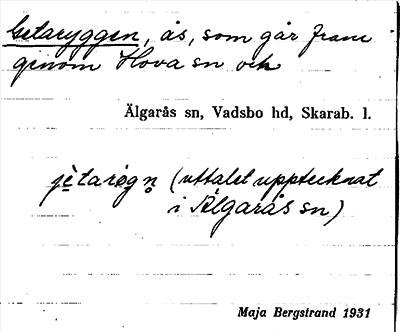 Getaryggen, ås, som går fram
genom Hova sn och
Älgarås sn, Vadsbo hd, Skarab. l.
jètarøgn̥ (uttalet upptecknat
i Älgarås sn)
Maja Bergstrand 1931